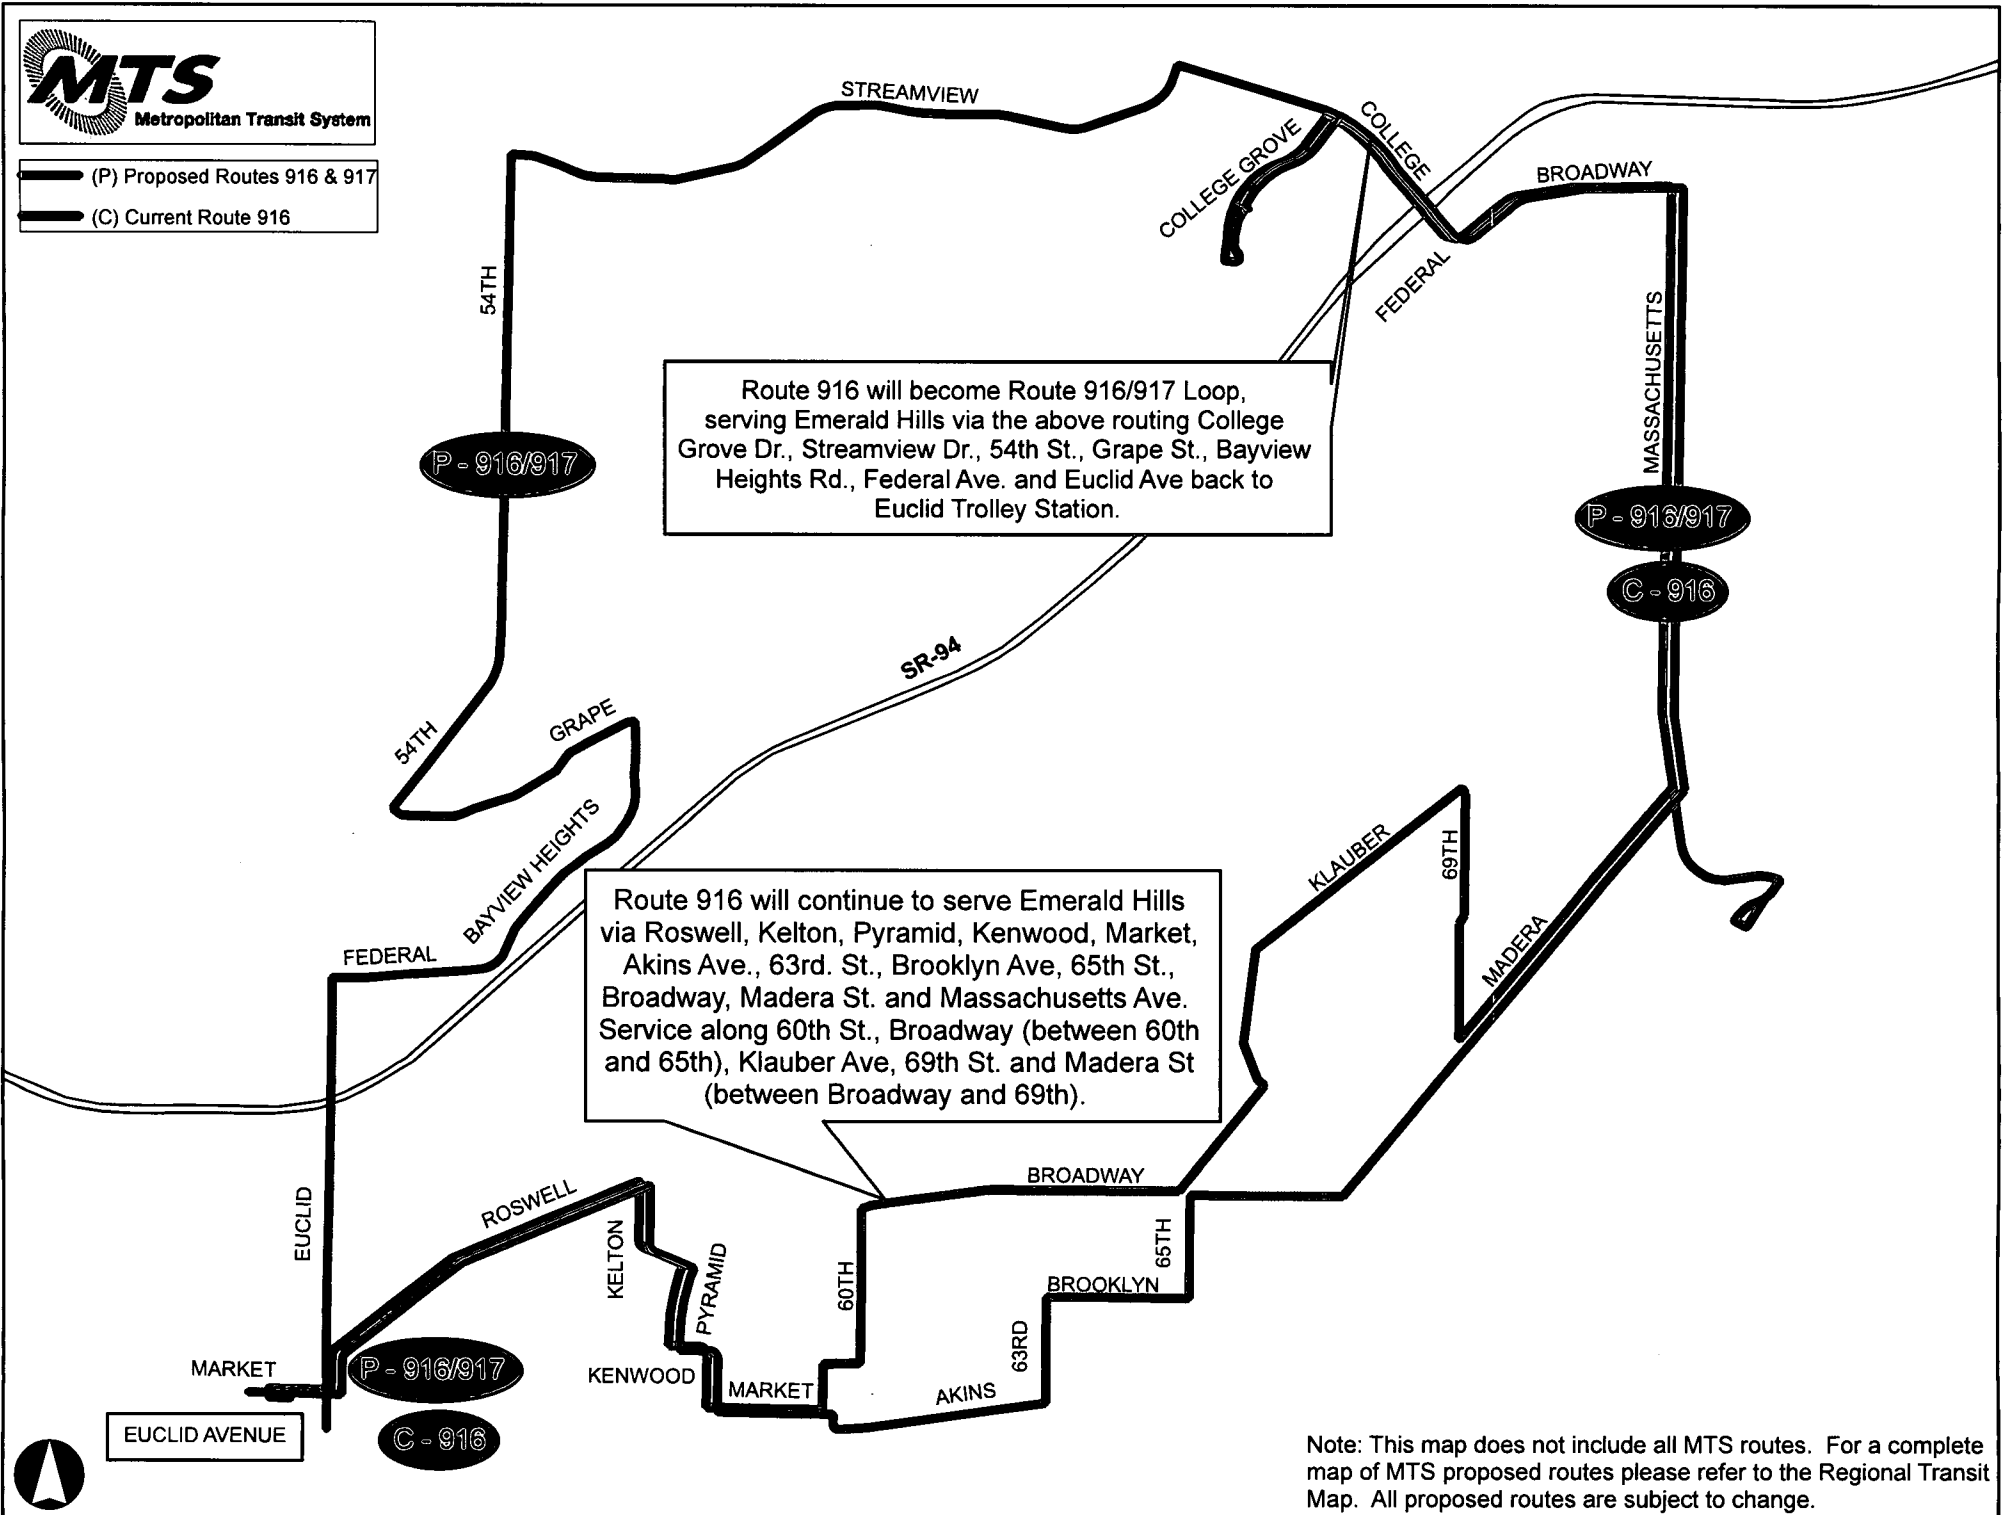 MTS
Metropolitan Transit System
(P) Proposed Routes 916 & 917
(C) Current Route 916
STREAMVIEW
COLLEGE
COLLEGE GROVE
BROADWAY
FEDERAL
54TH
MASSACHUSETTS
Route 916 will become Route 916/917 Loop,
serving Emerald Hills via the above routing College
Grove Dr., Streamview Dr., 54th St., Grape St., Bayview
Heights Rd., Federal Ave. and Euclid Ave back to
Euclid Trolley Station.
P - 916/917
P - 916/917
C - 916
SR-94
54TH
GRAPE
BAYVIEW HEIGHTS
FEDERAL
KLAUBER
69TH
MADERA
Route 916 will continue to serve Emerald Hills
via Roswell, Kelton, Pyramid, Kenwood, Market,
Akins Ave., 63rd. St., Brooklyn Ave, 65th St.,
Broadway, Madera St. and Massachusetts Ave.
Service along 60th St., Broadway (between 60th
and 65th), Klauber Ave, 69th St. and Madera St
(between Broadway and 69th).
BROADWAY
EUCLID
ROSWELL
KELTON
PYRAMID
60TH
65TH
BROOKLYN
63RD
MARKET
P - 916/917
KENWOOD
MARKET
AKINS
EUCLID AVENUE
C - 916
Note: This map does not include all MTS routes. For a complete
map of MTS proposed routes please refer to the Regional Transit
Map. All proposed routes are subject to change.